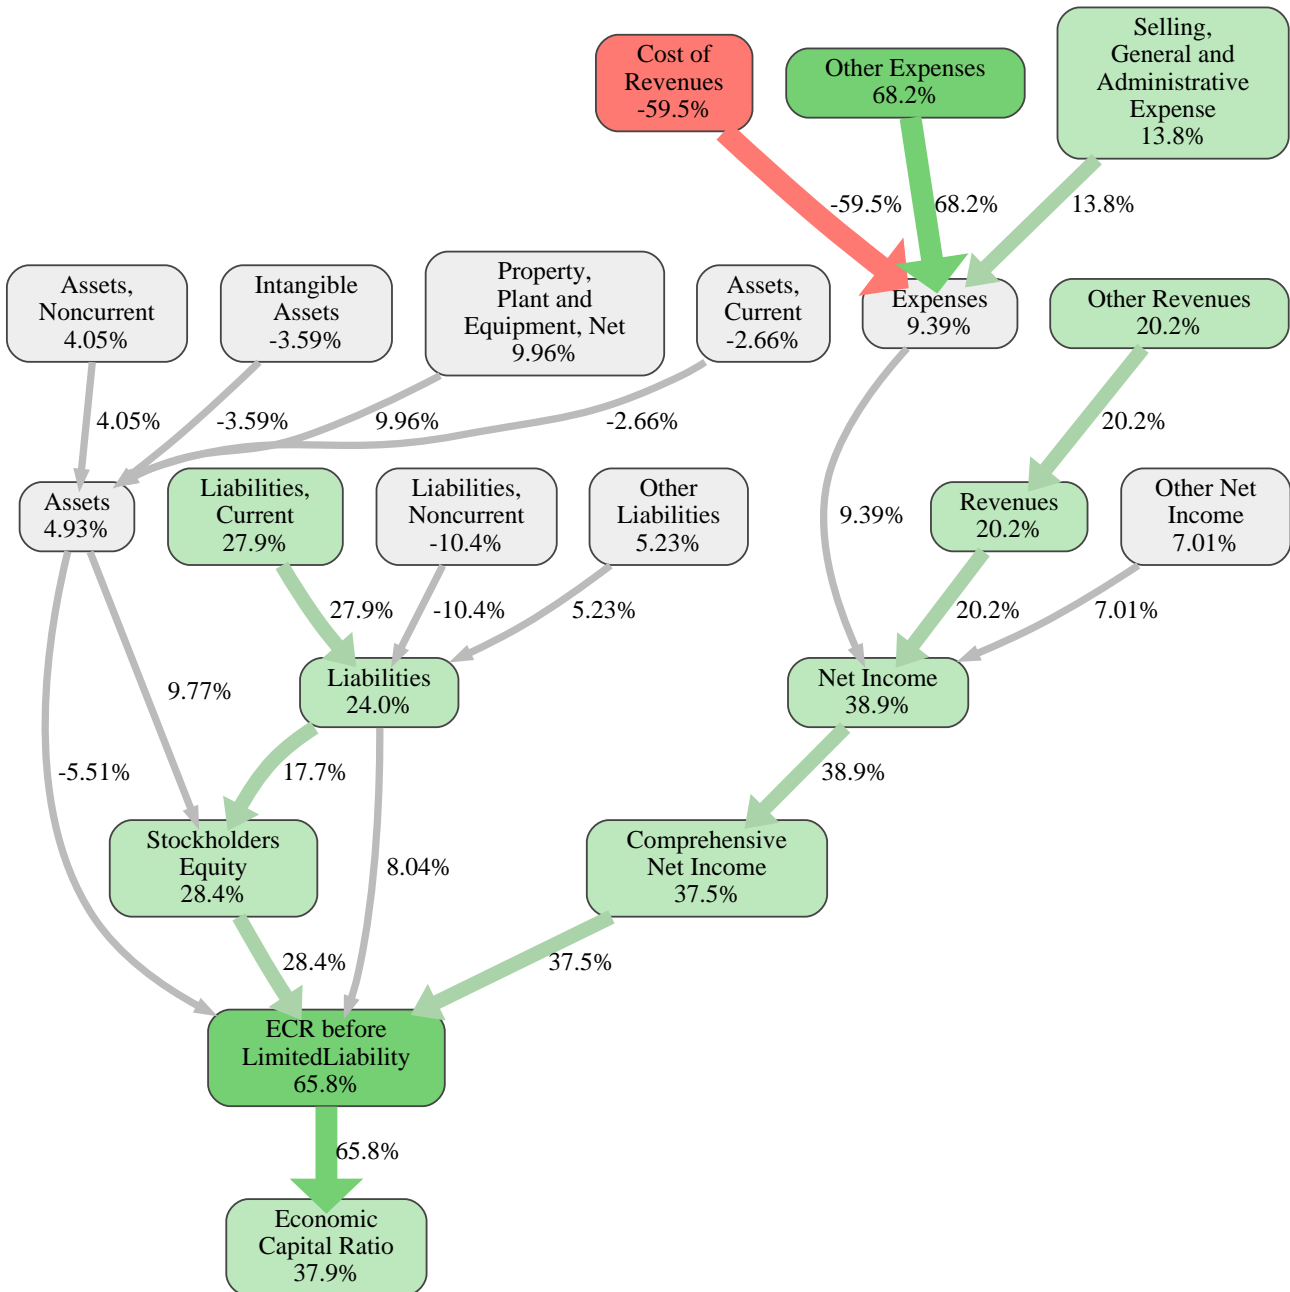 Cost of
Revenues
-59.5%
Other Expenses
68.2%
Selling,
General and
Administrative
Expense
13.8%
-59.5%
68.2%
13.8%
Assets,
Noncurrent
4.05%
Intangible
Assets
-3.59%
Property,
Plant and
Equipment, Net
9.96%
Assets,
Current
-2.66%
Expenses
9.39%
Other Revenues
20.2%
4.05%
-3.59%
9.96%
-2.66%
20.2%
Assets
4.93%
Liabilities,
Current
27.9%
Liabilities,
Noncurrent
-10.4%
Other
Liabilities
5.23%
9.39%
Revenues
20.2%
Other Net
Income
7.01%
27.9%
-10.4%
5.23%
20.2%
7.01%
9.77%
Liabilities
24.0%
Net Income
38.9%
-5.51%
17.7%
38.9%
Stockholders
Equity
28.4%
8.04%
Comprehensive
Net Income
37.5%
28.4%
37.5%
ECR before
LimitedLiability
65.8%
65.8%
Economic
Capital Ratio
37.9%